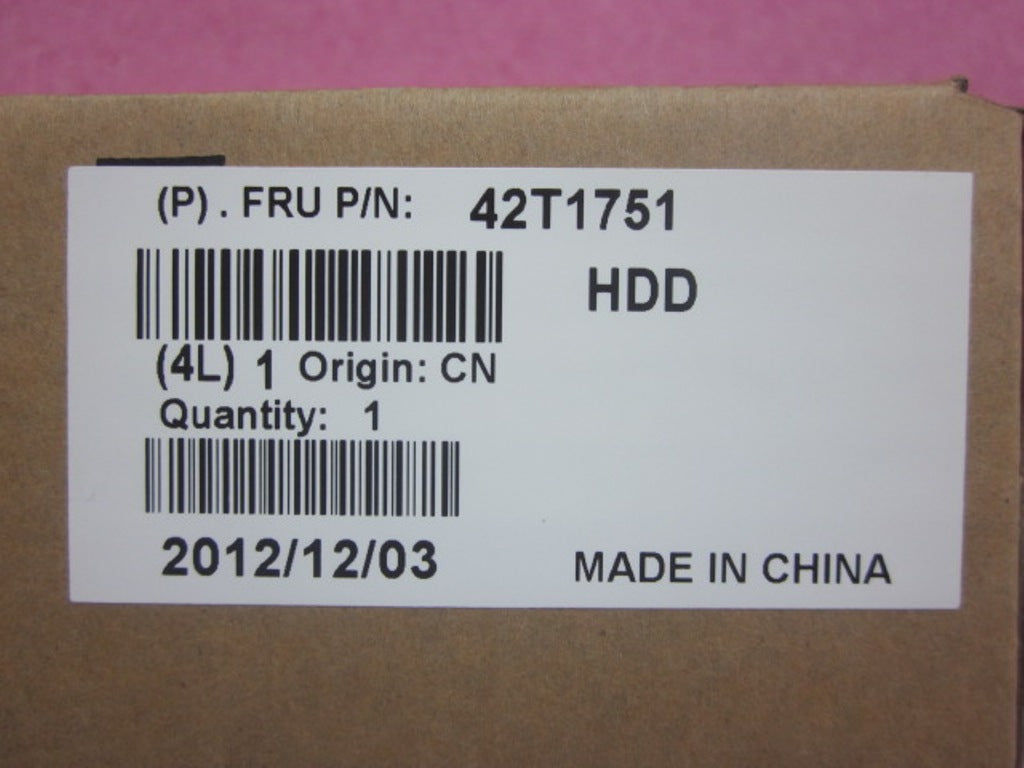 (P) . FRU P/N: 42T1751
HDD
(4L) 1 Origin: CN
Quantity: 1
2012/12/03 MADE IN CHINA